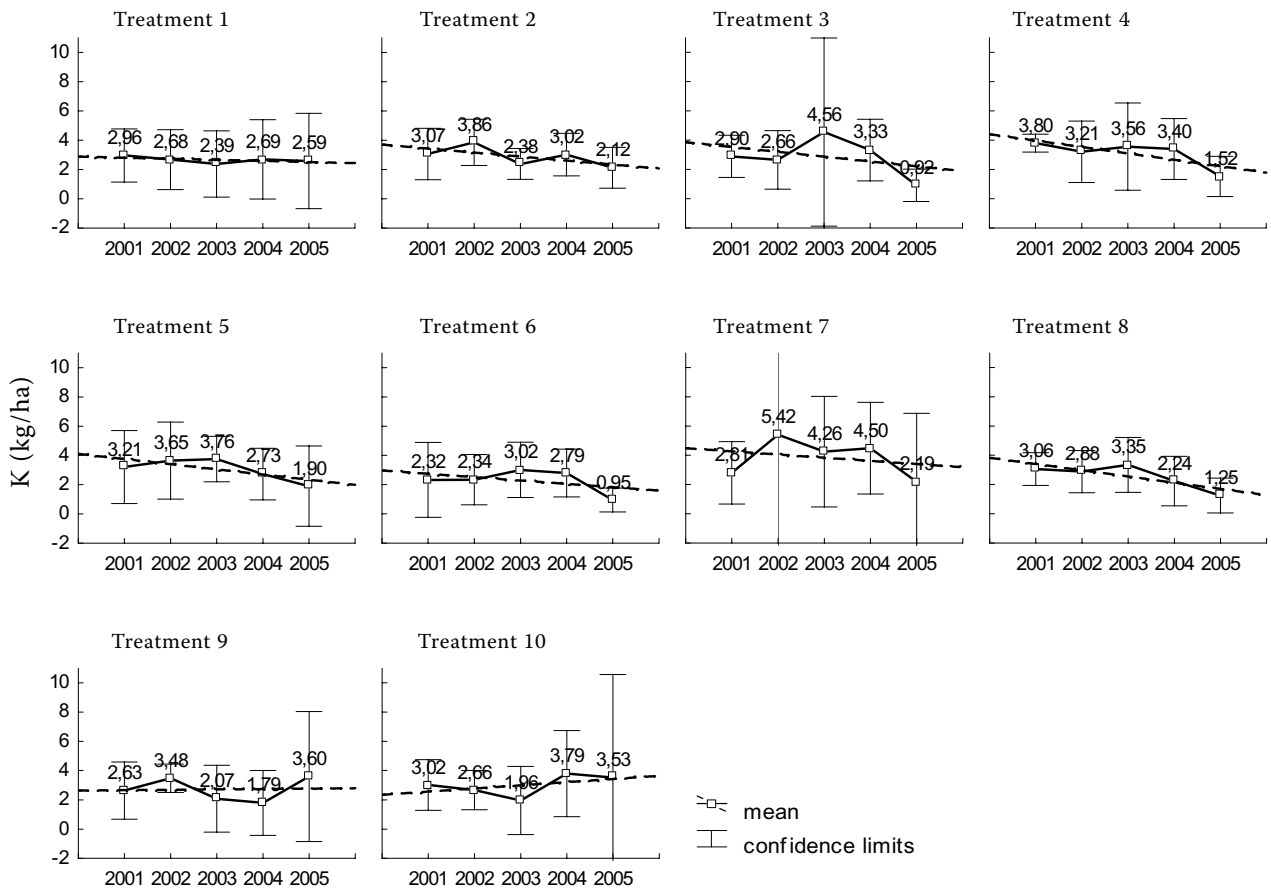 Treatment 1
Treatment 2
Treatment 3
Treatment 4
10
8
6
4
2
0
-2
2,96 2,68 2,39 2,69 2,59
3,07 3,86 2,38 3,02 2,12
2,90 2,66 4,56 3,33 0,92
3,80 3,21 3,56 3,40 1,52
2001 2002 2003 2004 2005
2001 2002 2003 2004 2005
2001 2002 2003 2004 2005
2001 2002 2003 2004 2005
Treatment 5
Treatment 6
Treatment 7
Treatment 8
K (kg/ha)
10
8
6
4
2
0
-2
3,21 3,65 3,76 2,73 1,90
2,32 2,34 3,02 2,79 0,95
2,81 5,42 4,26 4,50 2,19
3,06 2,88 3,35 2,24 1,25
2001 2002 2003 2004 2005
2001 2002 2003 2004 2005
2001 2002 2003 2004 2005
2001 2002 2003 2004 2005
Treatment 9
Treatment 10
10
8
6
4
2
0
-2
2,63 3,48 2,07 1,79 3,60
3,02 2,66 1,96 3,79 3,53
2001 2002 2003 2004 2005
2001 2002 2003 2004 2005
mean
confidence limits